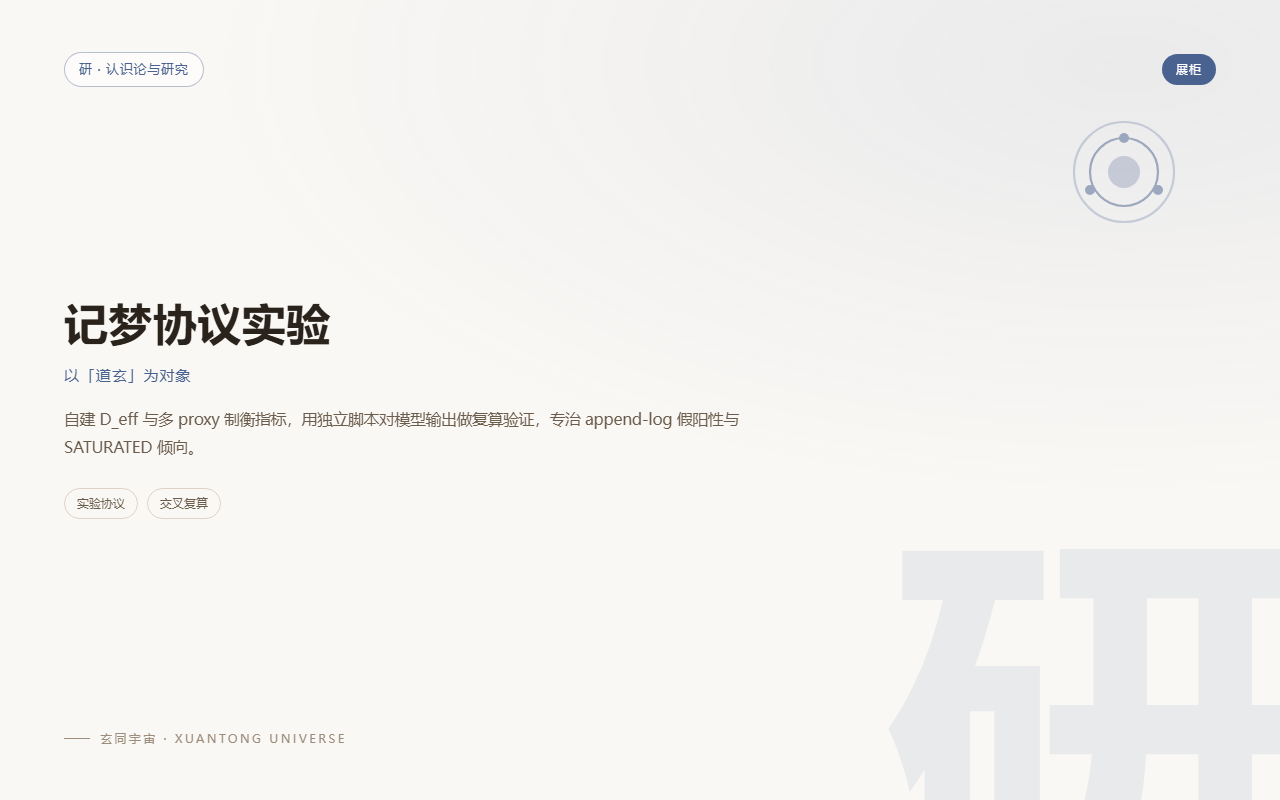 研 · 认识论与研究
展柜
记梦协议实验
以「道玄」为对象
自建 D_eff 与多 proxy 制衡指标，用独立脚本对模型输出做复算验证，专治 append-log 假阳性与
SATURATED 倾向。
实验协议
交叉复算
研
玄同宇宙 · XUANTONG UNIVERSE